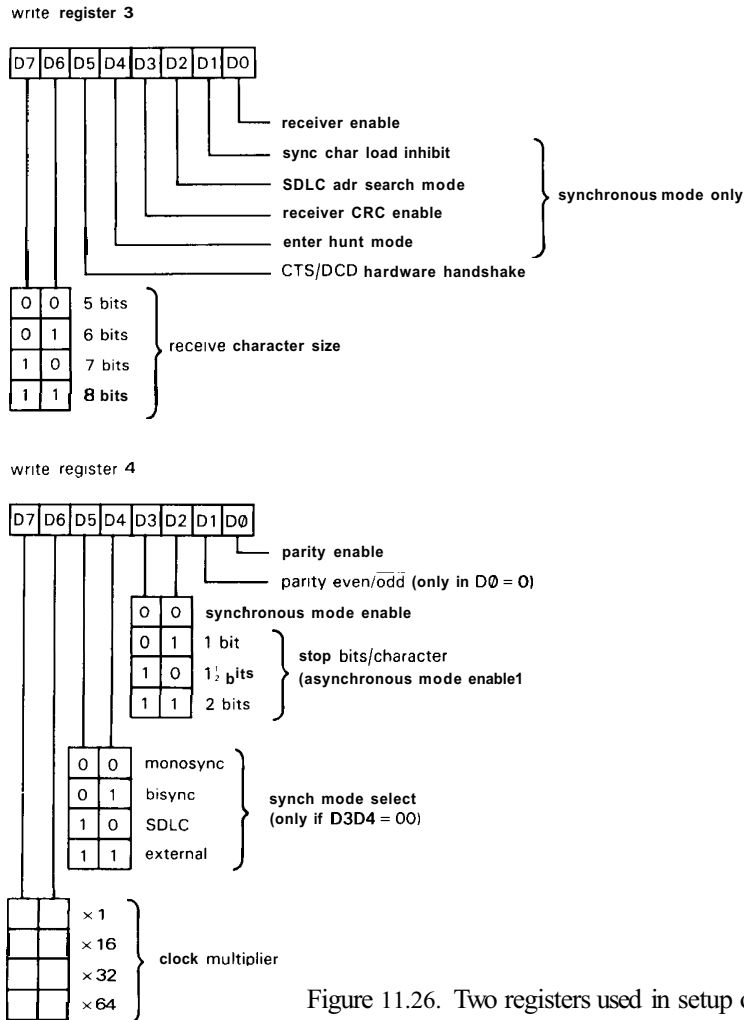 write register 3
D7 D6 D5 D4 D3 D2 D1 D0
receiver enable
sync char load inhibit
SDLC adr search mode
receiver CRC enable
enter hunt mode
synchronous mode only
CTS/DCD hardware handshake
0 0 5 bits
0 1 6 bits
1 0 7 bits
1 1 8 bits
receive character size
write register 4
D7 D6 D5 D4 D3 D2 D1 DØ
parity enable
parity even/odd (only in DØ = 0)
0 0 synchronous mode enable
0 1 1 bit
1 0 1½ bits
1 1 2 bits
stop bits/character
(asynchronous mode enable1
0 0 monosync
0 1 bisync
1 0 SDLC
1 1 external
synch mode select
(only if D3D4 = 00)
×1
×16
×32
×64
clock multiplier
Figure 11.26. Two registers used in setup